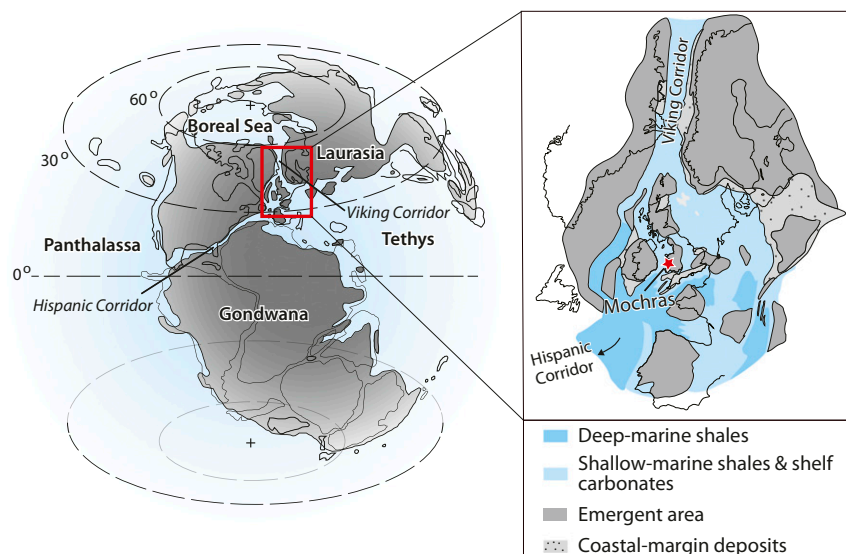 60°
Boreal Sea
30°
Laurasia
Viking Corridor
Panthalassa
Tethys
0°
Hispanic Corridor
Gondwana
Viking Corridor
Mochras
Hispanic
Corridor
Deep-marine shales
Shallow-marine shales & shelf
carbonates
Emergent area
Coastal-margin deposits